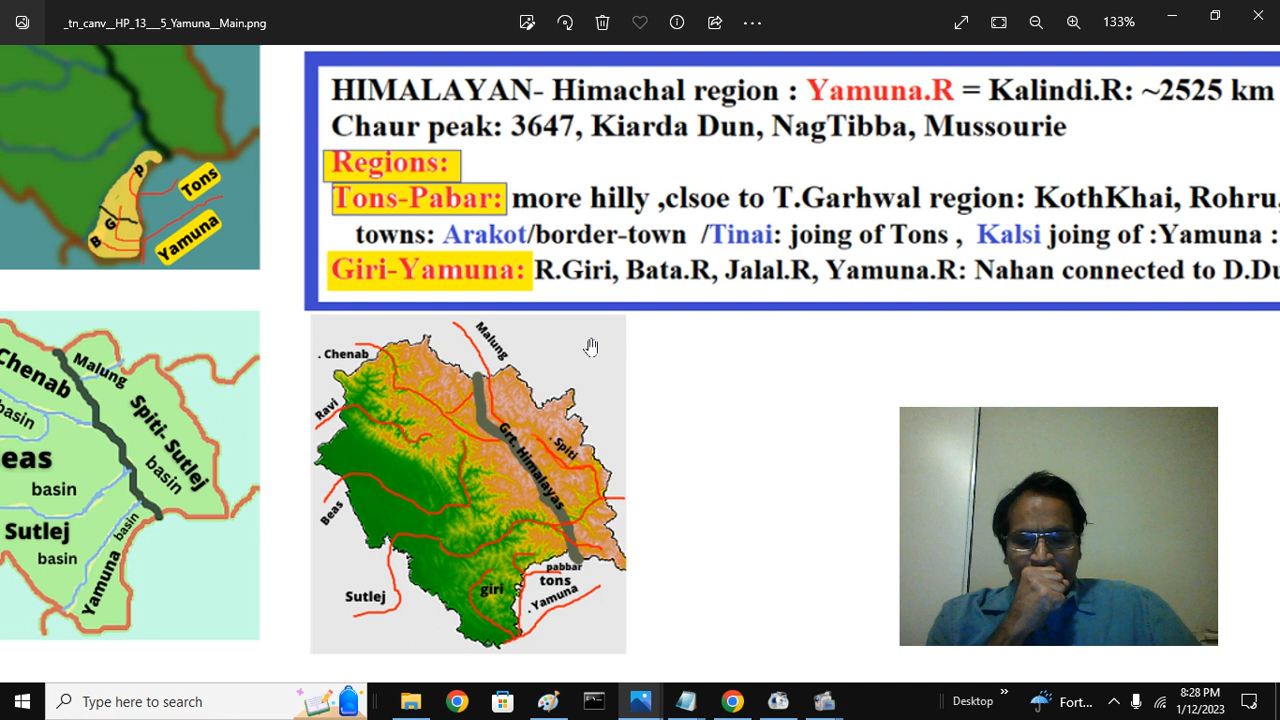 _tn_canv__HP_13___5_Yamuna__Main.png
133%
HIMALAYAN- Himachal region : Yamuna.R = Kalindi.R: ~2525 km
Chaur peak: 3647, Kiarda Dun, NagTibba, Mussourie
Regions:
Tons-Pabar: more hilly ,clsoe to T.Garhwal region: KothKhai, Rohru,
towns: Arakot/border-town /Tinai: joing of Tons , Kalsi joing of :Yamuna :
Giri-Yamuna: R.Giri, Bata.R, Jalal.R, Yamuna.R: Nahan connected to D.Du
P
Tons
G
B
Yamuna
Chenab
Malung
basin
Spiti- Sutlej
basin
eas
basin
Sutlej
basin
Yamuna
basin
. Chenab
Malung
Ravi
Grt. Himalayas
. Spiti
Beas
Sutlej
giri
pabbar
tons
. Yamuna
Type here to search
Desktop
Fort...
8:28 PM
1/12/2023